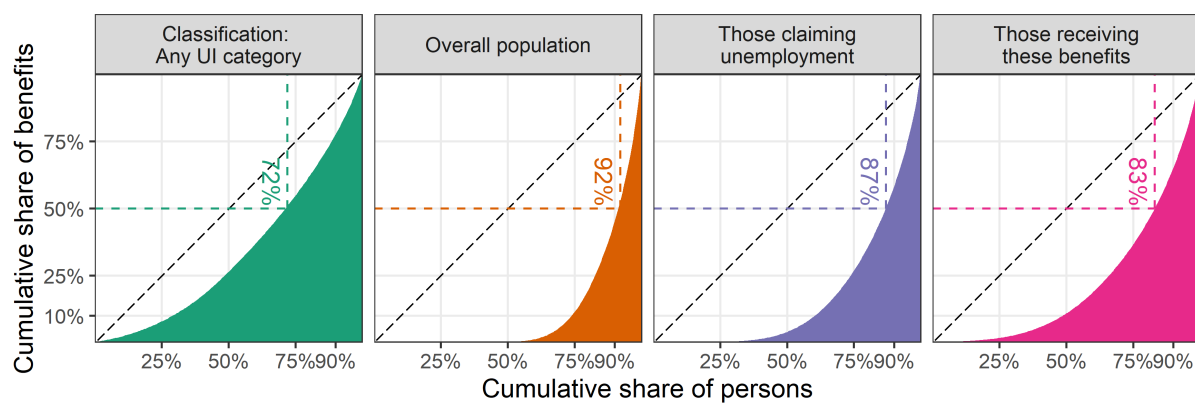 Classification:
Any UI category
Overall population
Those claiming
unemployment
Those receiving
these benefits
Cumulative share of benefits
75%
50%
25%
10%
72%
92%
87%
83%
25% 50% 75%90%
25% 50% 75%90%
25% 50% 75%90%
25% 50% 75%90%
Cumulative share of persons